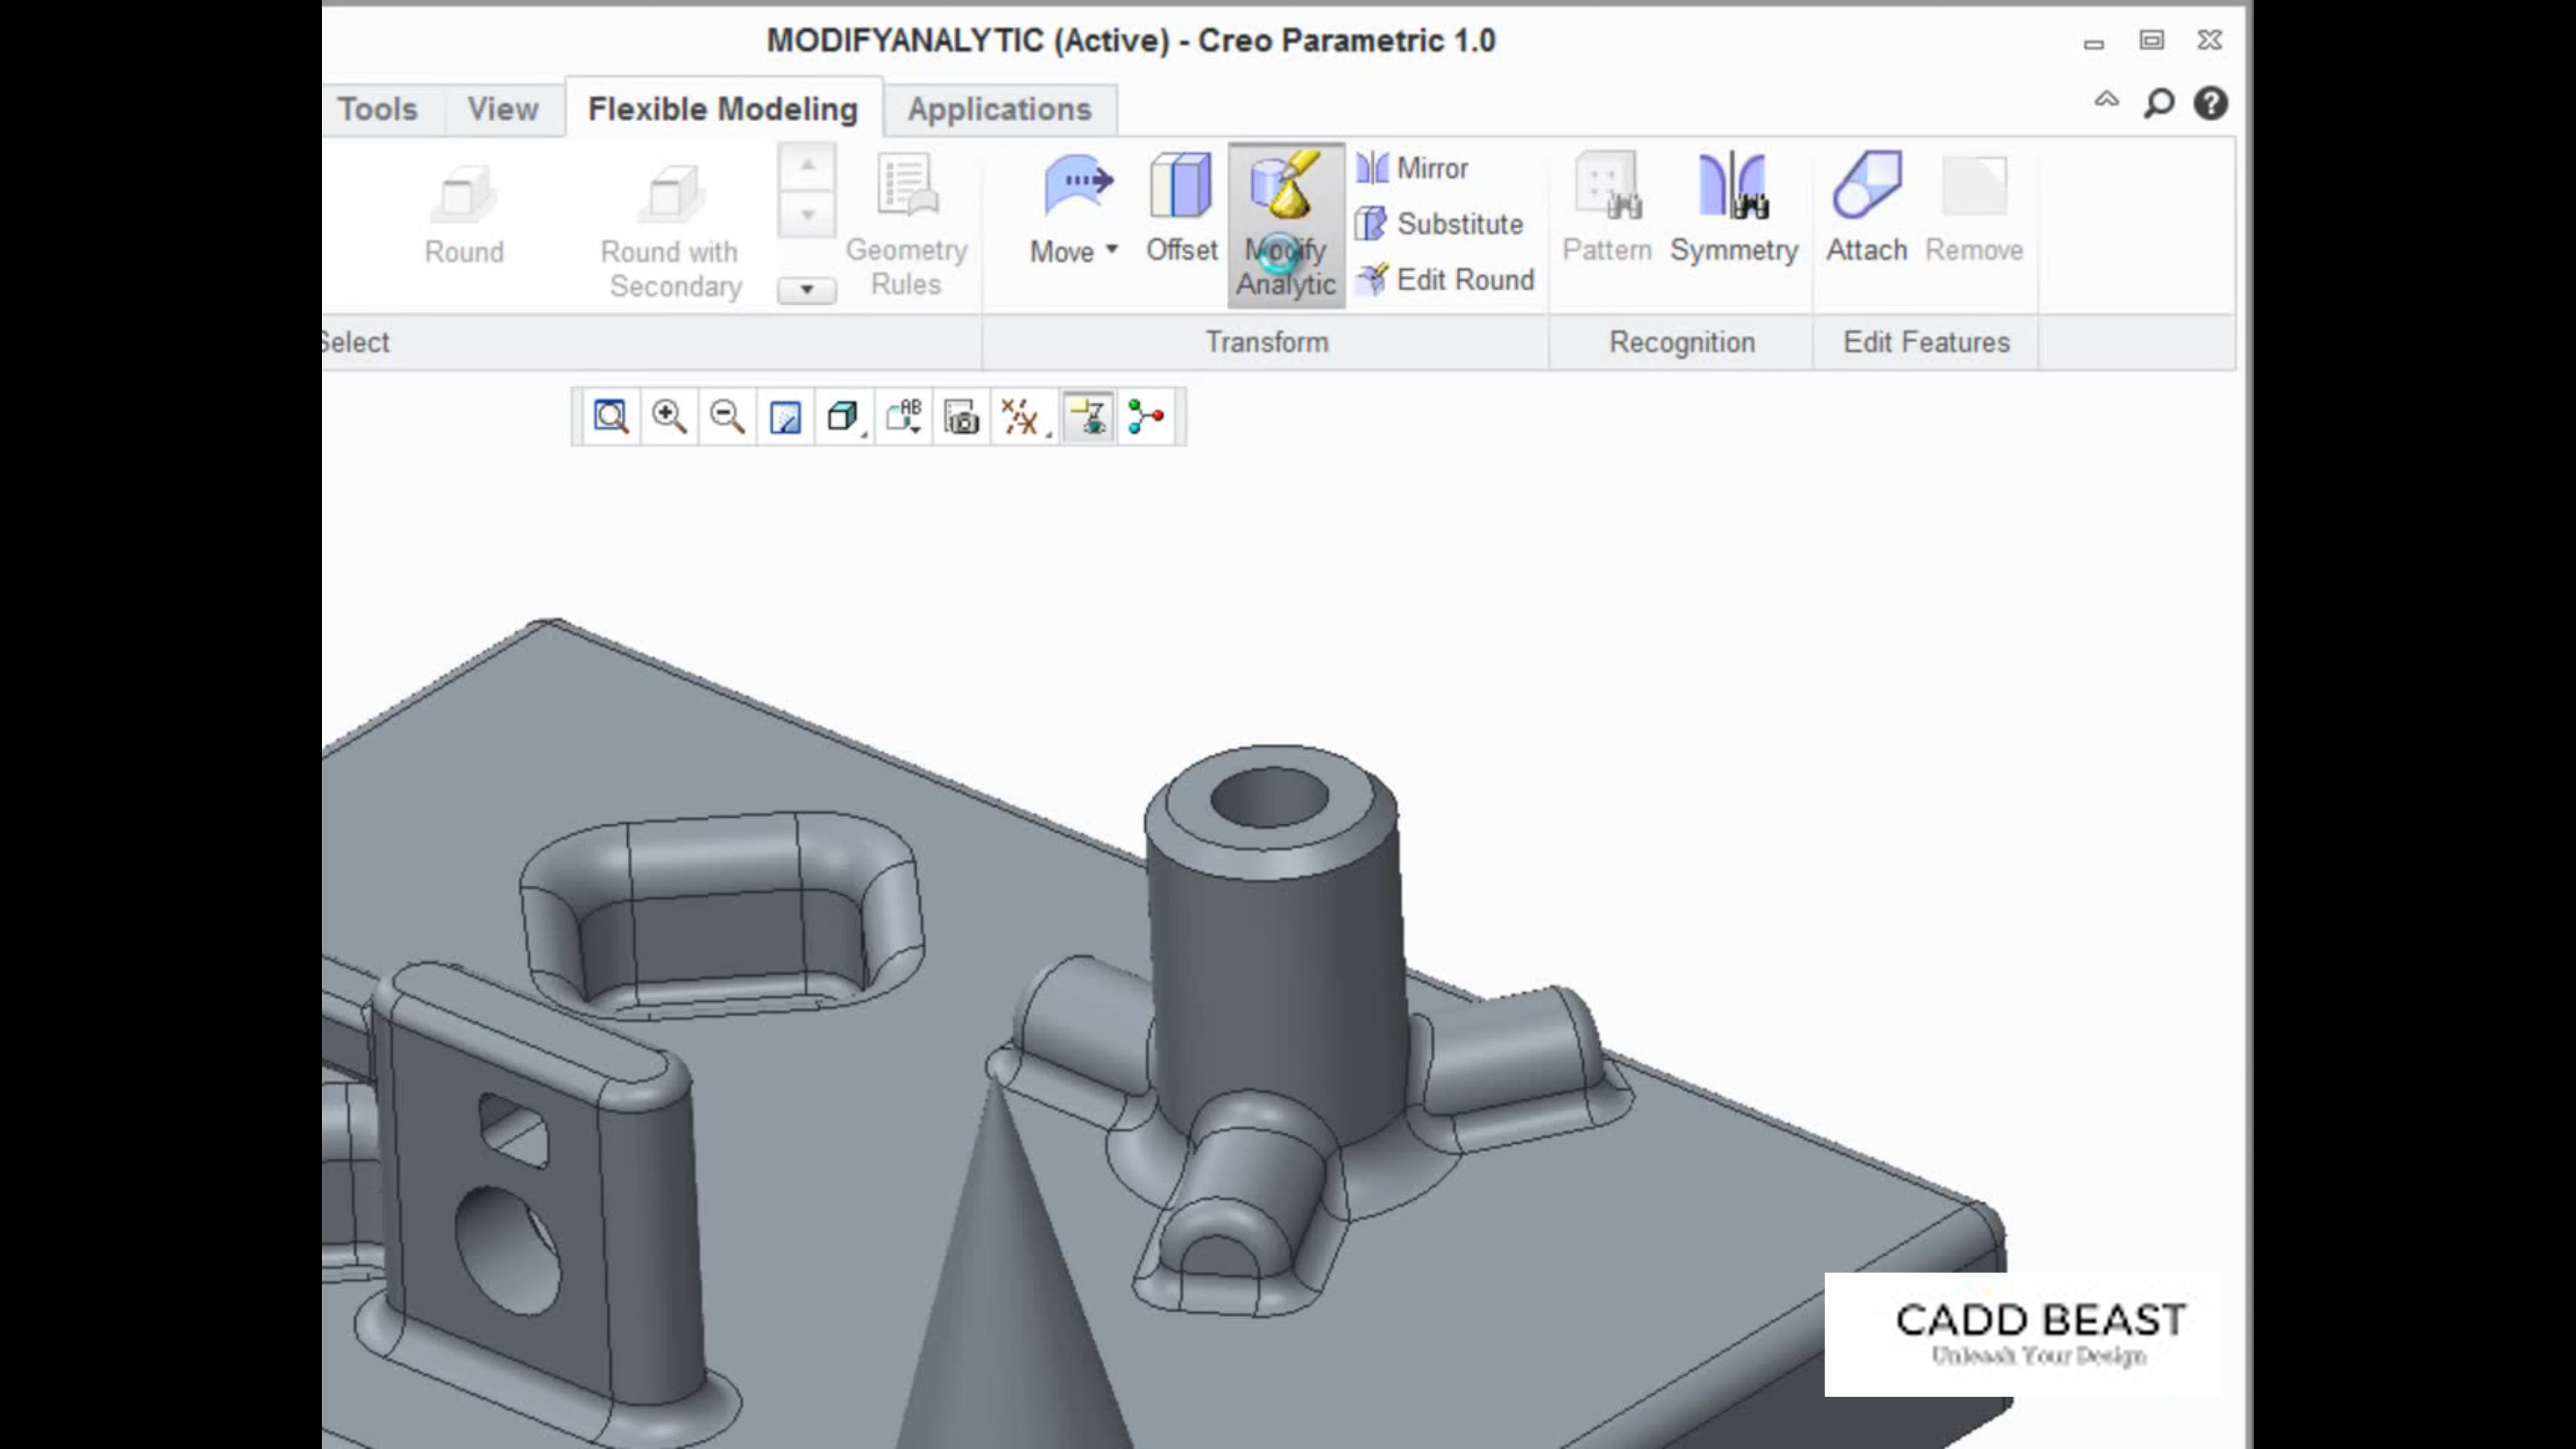 MODIFYANALYTIC (Active) - Creo Parametric 1.0
Tools
View
Flexible Modeling
Applications
Round
Round with
Secondary
Geometry
Rules
Move
Offset
Modify
Analytic
Mirror
Substitute
Edit Round
Pattern
Symmetry
Attach
Remove
Select
Transform
Recognition
Edit Features
AB
CADD BEAST
Unleash Your Design